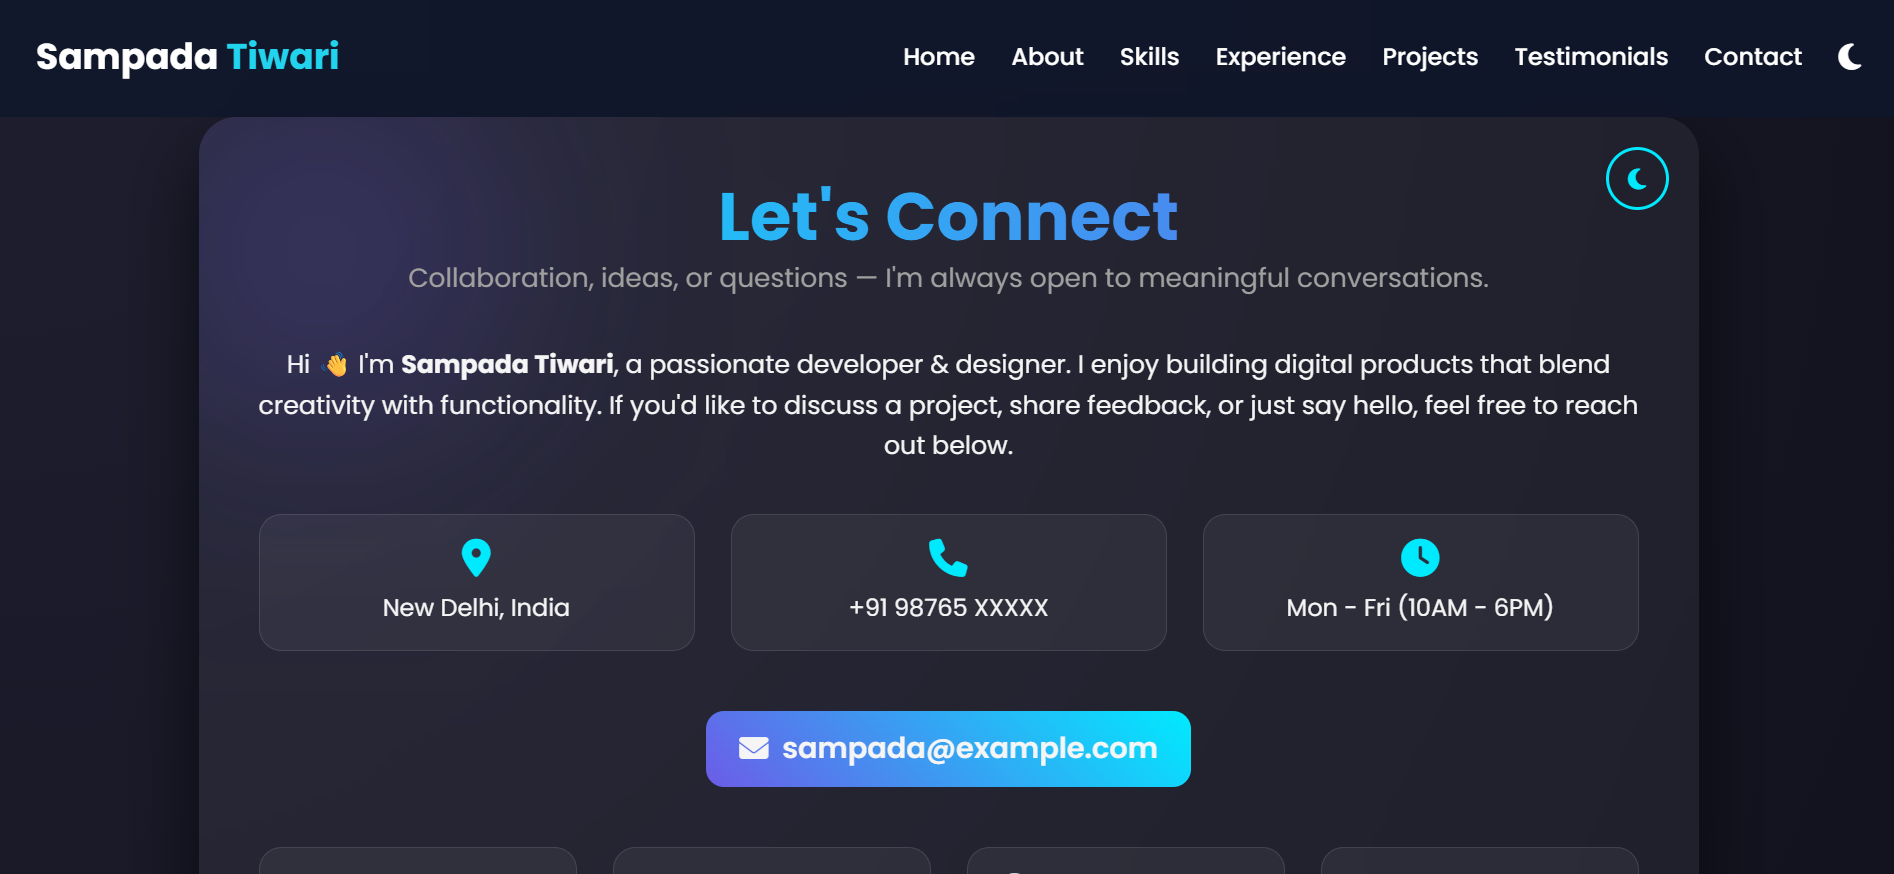 Sampada Tiwari
Home About Skills Experience Projects Testimonials Contact
Let's Connect
Collaboration, ideas, or questions — I'm always open to meaningful conversations.
Hi 👋 I'm Sampada Tiwari, a passionate developer & designer. I enjoy building digital products that blend
creativity with functionality. If you'd like to discuss a project, share feedback, or just say hello, feel free to reach
out below.
New Delhi, India
+91 98765 XXXXX
Mon - Fri (10AM - 6PM)
sampada@example.com